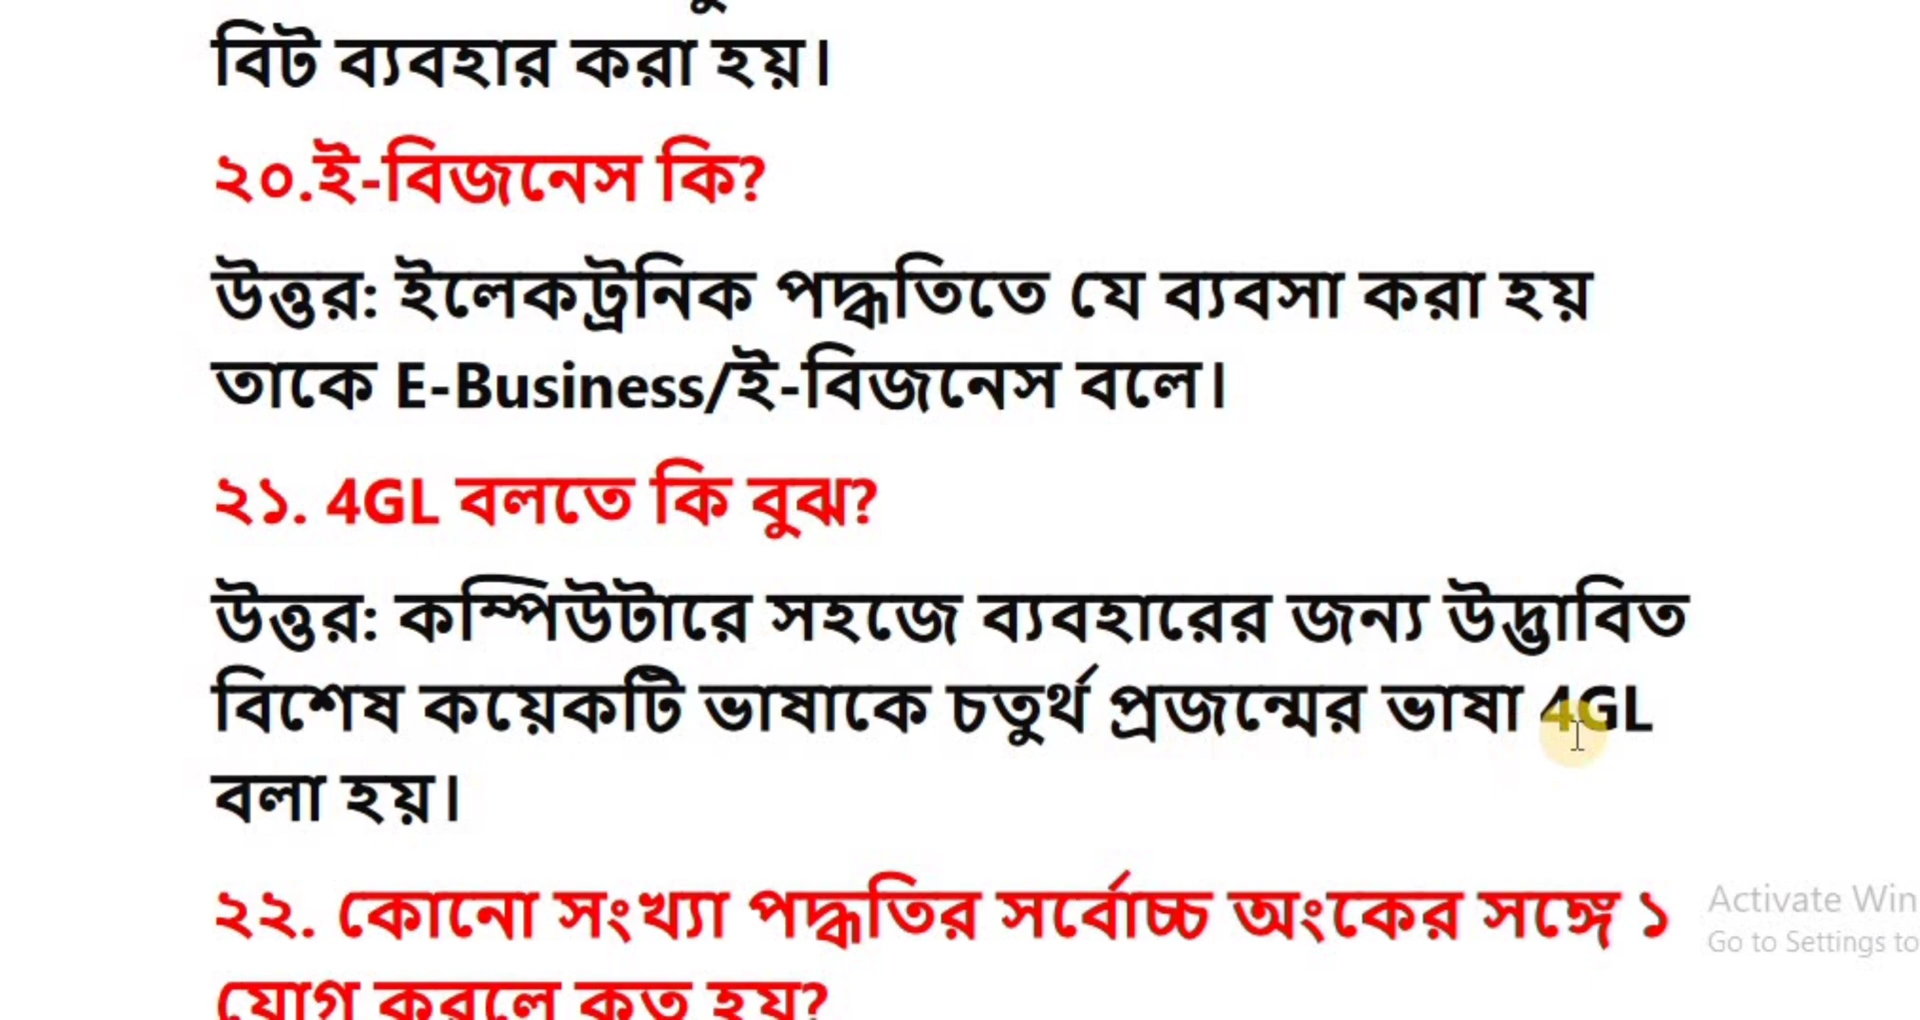 বিট ব্যবহার করা হয়।
২০.ই-বিজনেস কি?
উত্তর: ইলেকট্রনিক পদ্ধতিতে যে ব্যবসা করা হয়
তাকে E-Business/ই-বিজনেস বলে।
২১. 4GL বলতে কি বুঝ?
উত্তর: কম্পিউটারে সহজে ব্যবহারের জন্য উদ্ভাবিত
বিশেষ কয়েকটি ভাষাকে চতুর্থ প্রজন্মের ভাষা 4GL
বলা হয়।
২২. কোনো সংখ্যা পদ্ধতির সর্বোচ্চ অংকের সঙ্গে ১
যোগ করলে কত হয়?
Activate Win
Go to Settings to